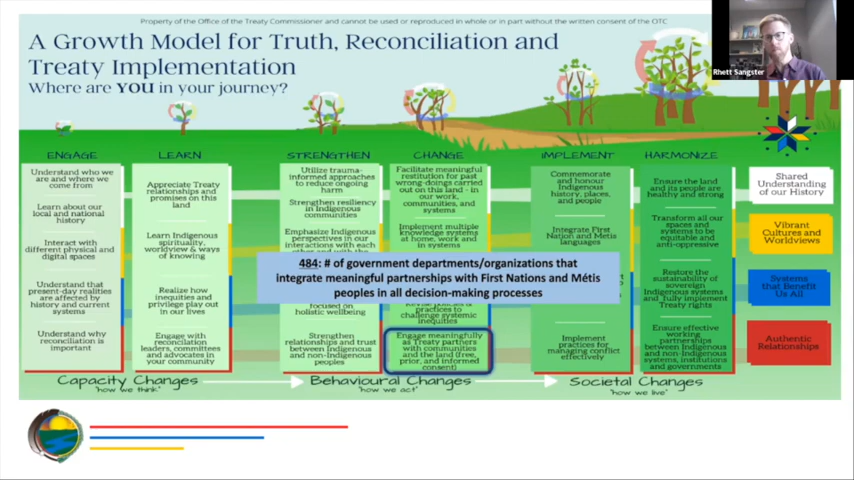 Property of the Office of the Treaty Commissioner and cannot be used or reproduced in whole or in part without the written consent of the OTC
A Growth Model for Truth, Reconciliation and
Treaty Implementation
Where are YOU in your journey?
Rhett Sangster
ENGAGE
Understand who we
are and where we
come from
Learn about our
local and national
history
Interact with
different physical and
digital spaces
Understand that
present-day realities
are affected by
history and current
systems
Understand why
reconciliation is
important
LEARN
Appreciate Treaty
relationships and
promises on this
land
Learn Indigenous
spirituality,
worldview & ways
of knowing
Realize how
inequities and
privilege play out
in our lives
Engage with
reconciliation
leaders, committees
and advocates in
your community
STRENGTHEN
Utilize trauma-
informed approaches
to reduce ongoing
harm
Strengthen resiliency
in Indigenous
communities
Emphasize Indigenous
perspectives in our
interactions with each
focused on
holistic wellbeing
Strengthen
relationships and trust
between Indigenous
and non-Indigenous
peoples
CHANGE
Facilitate meaningful
restitution for past
wrong-doings carried
out on this land - in
our work,
communities, and
systems
Implement multiple
knowledge systems
at home, work and
in systems
practices to
challenge systemic
inequities
Engage meaningfully
as Treaty partners
with communities
and the land (free,
prior, and informed
consent)
IMPLEMENT
Commemorate
and honour
Indigenous
history, places,
and people
Integrate First
Nation and Metis
languages
Implement
practices for
managing conflict
effectively
HARMONIZE
Ensure the land
and its people are
healthy and strong
Transform all our
spaces and
systems to be
equitable and
anti-oppressive
Restore the
sustainability of
sovereign
Indigenous systems
and fully implement
Treaty rights
Ensure effective
working
partnerships
between Indigenous
and non-Indigenous
systems, institutions
and governments
484: # of government departments/organizations that
integrate meaningful partnerships with First Nations and Métis
peoples in all decision-making processes
Shared
Understanding
of our History
Vibrant
Cultures and
Worldviews
Systems
that Benefit
Us All
Authentic
Relationships
Capacity Changes
"how we think"
Behavioural Changes
"how we act"
Societal Changes
"how we live"